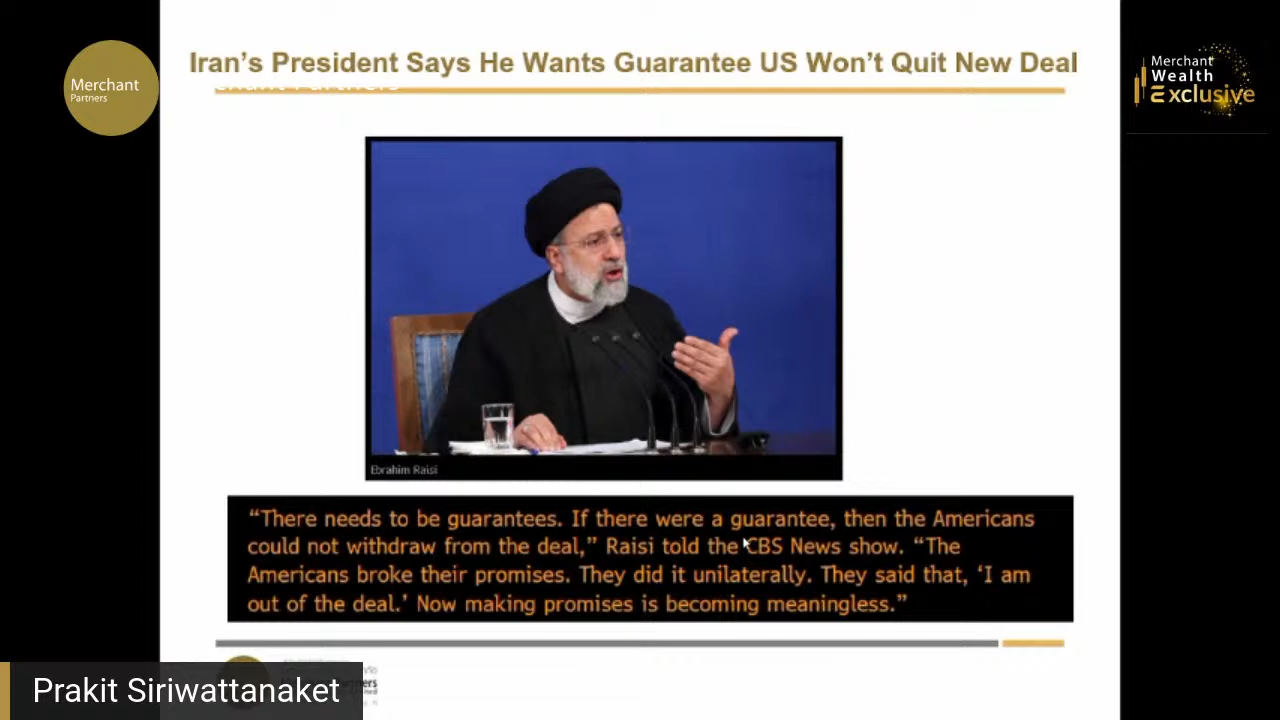 Iran's President Says He Wants Guarantee US Won't Quit New Deal
Merchant
Partners
Merchant
Wealth
Exclusive
Ebrahim Raisi
“There needs to be guarantees. If there were a guarantee, then the Americans
could not withdraw from the deal,” Raisi told the CBS News show. “The
Americans broke their promises. They did it unilaterally. They said that, ‘I am
out of the deal.’ Now making promises is becoming meaningless.”
Prakit Siriwattanaket